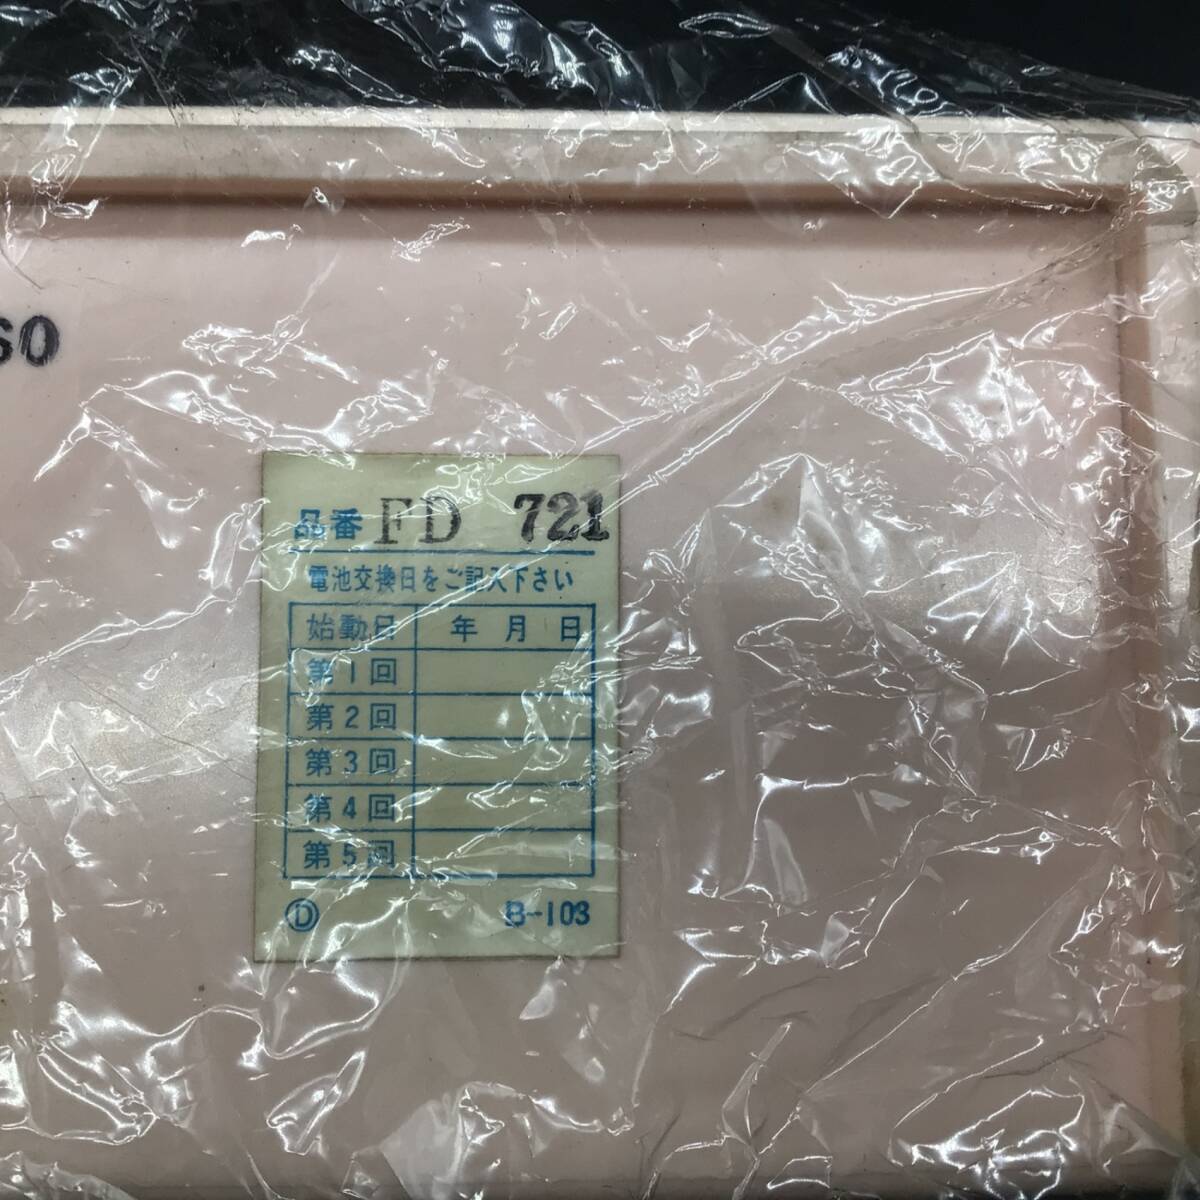 60
品番 FD 721
電池交換日をご記入下さい
始動日 年 月 日
第1回
第2回
第3回
第4回
第5回
Ⓓ B-103